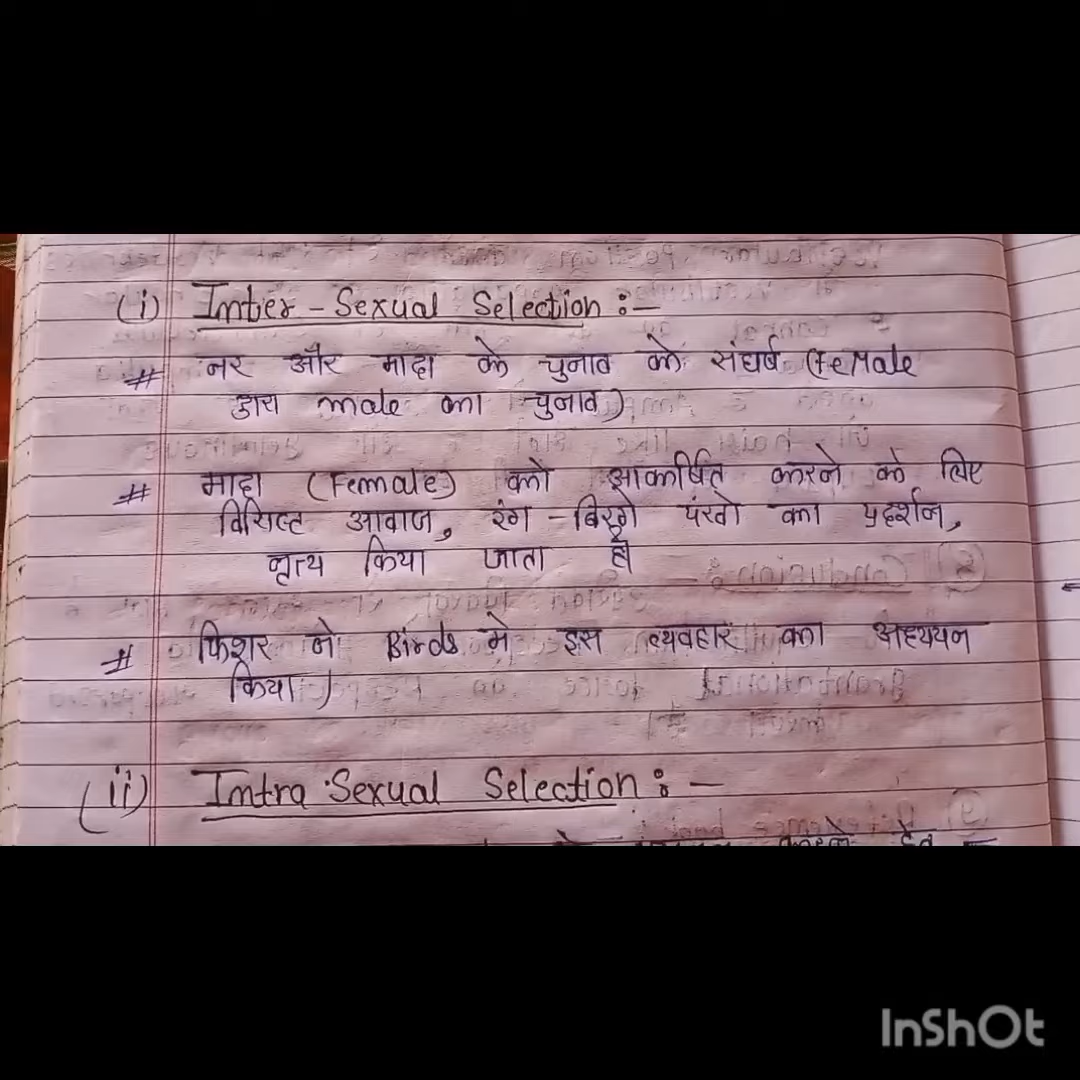 (i) Inter - Sexual Selection :-
# नर और मादा के चुनाव के संघर्ष (FeMale
द्वारा male का चुनाव)
# मादा (Female) को आकर्षित करने के लिए
विशिष्ट आवाज, रंग - बिरंगे पंखो का प्रदर्शन,
नृत्य किया जाता है
# फिशर ने Birds मे इस व्यवहार का अध्ययन
किया)
(ii) Intra Sexual Selection : -
InShOt